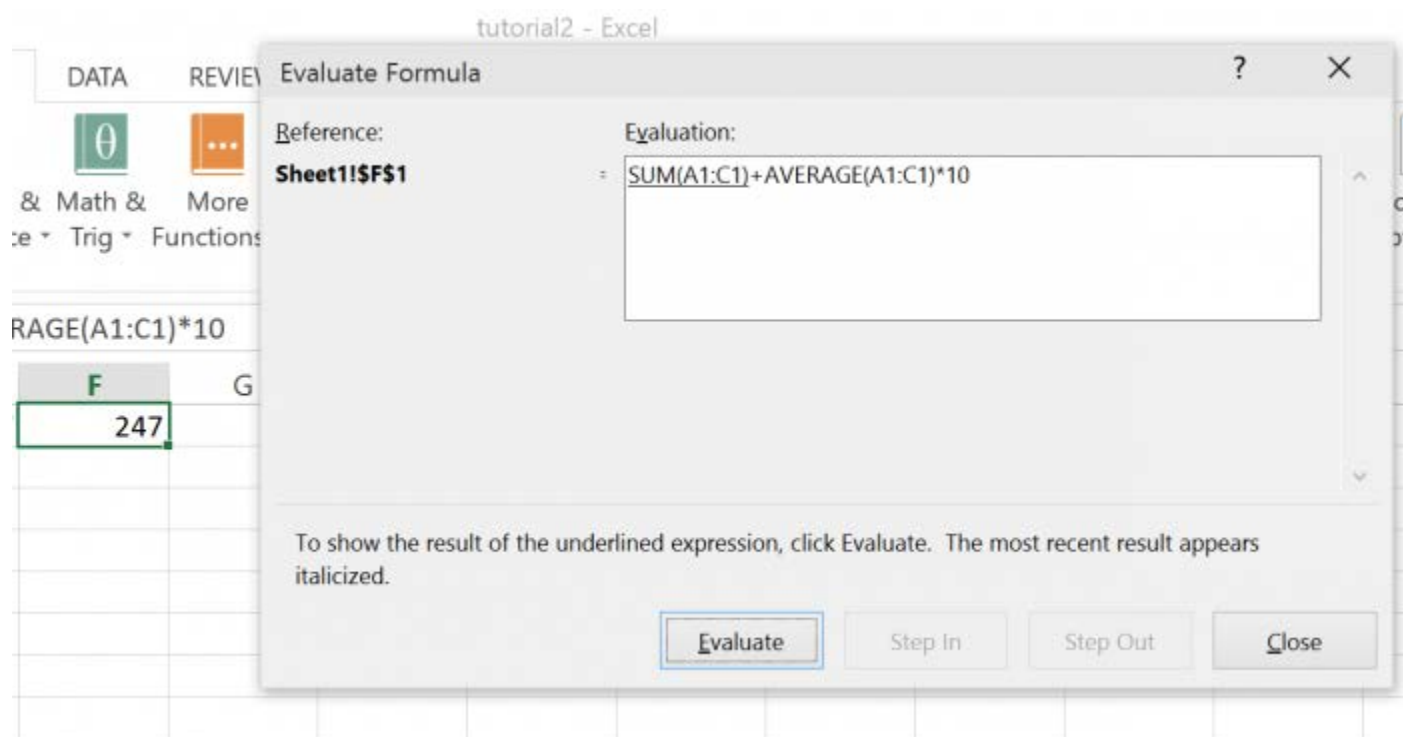 tutorial2 - Excel
DATA
Evaluate Formula
?
θ
Reference:
Evaluation:
Sheet1!$F$1
= SUM(A1:C1)+AVERAGE(A1:C1)*10
& Math &
More
Trig
Functions
RAGE(A1:C1)*10
F
G
247
To show the result of the underlined expression, click Evaluate. The most recent result appears
italicized.
Evaluate
Step In
Step Out
Close